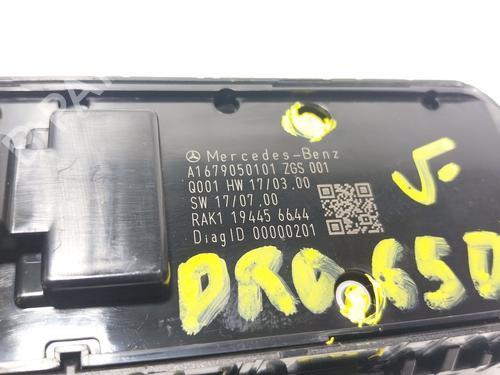 Mercedes-Benz
A1679050101 ZGS 001
Q001 HW 17/03.00
SW 17/07.00
RAK1 19445 6644
DiagID 00000201